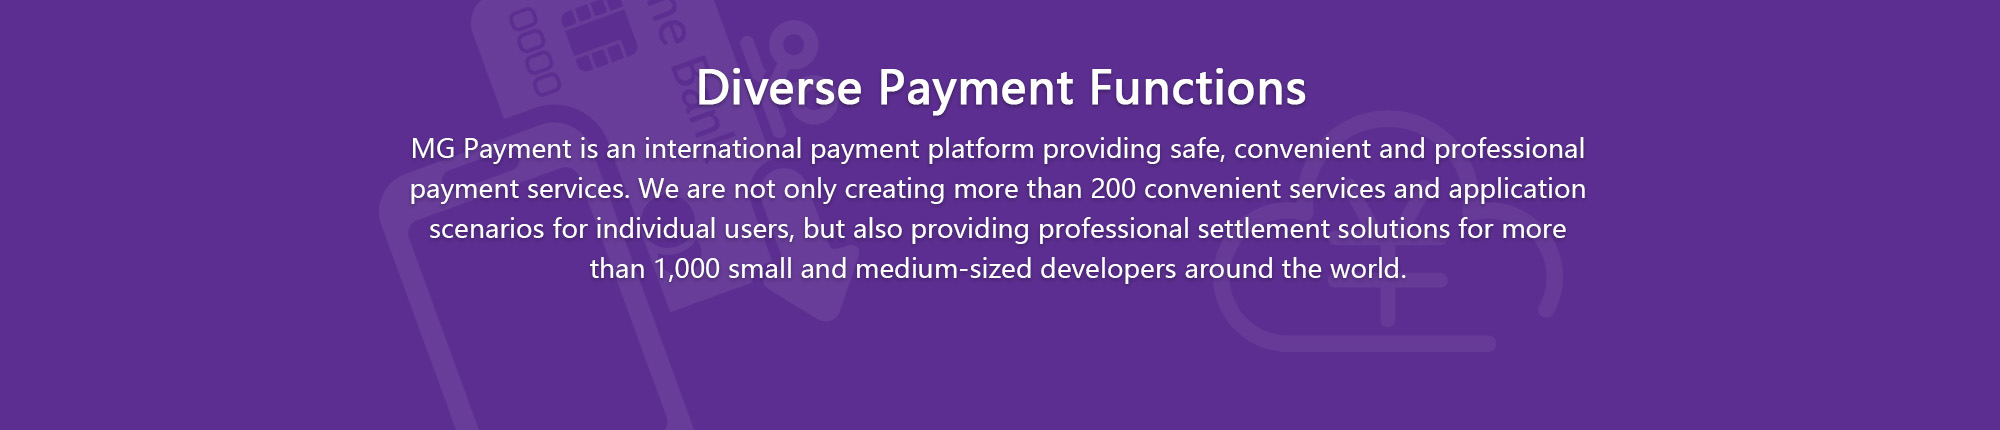 Diverse Payment Functions
MG Payment is an international payment platform providing safe, convenient and professional
payment services. We are not only creating more than 200 convenient services and application
scenarios for individual users, but also providing professional settlement solutions for more
than 1,000 small and medium-sized developers around the world.